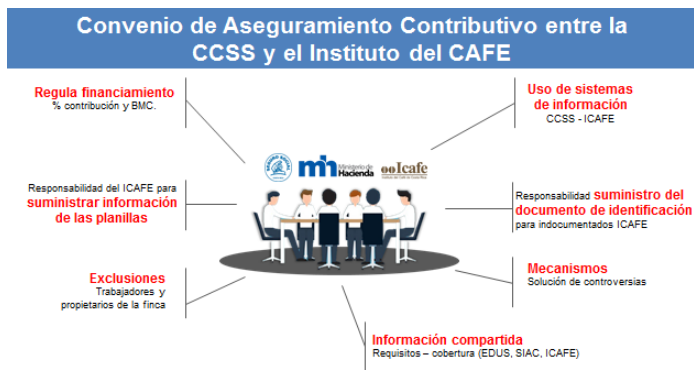 Convenio de Aseguramiento Contributivo entre la
CCSS y el Instituto del CAFE
Regula financiamiento
% contribución y BMC.
Uso de sistemas
de información
CCSS - ICAFE
SEGURO SOCIAL
mh
Ministerio de
Hacienda
Icafe
Responsabilidad del ICAFE para
suministrar información
de las planillas
Responsabilidad suministro del
documento de identificación
para indocumentados ICAFE
Exclusiones
Trabajadores y
propietarios de la finca
Mecanismos
Solución de controversias
Información compartida
Requisitos – cobertura (EDUS, SIAC, ICAFE)